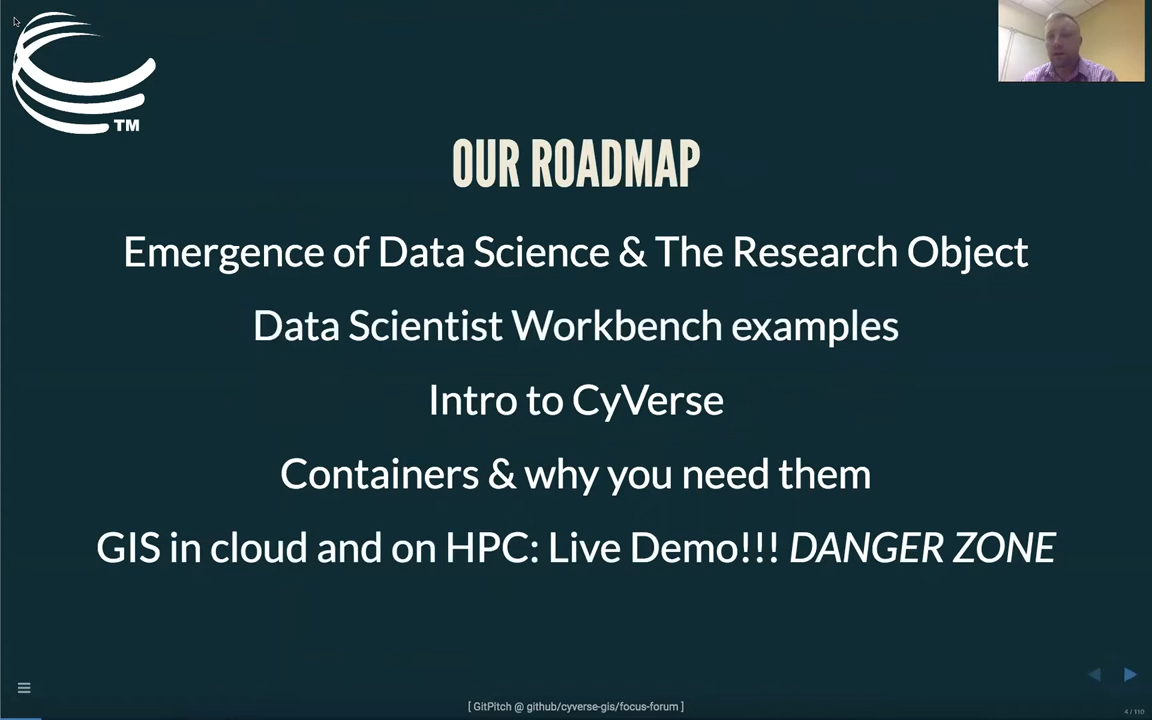 TM
OUR ROADMAP
Emergence of Data Science & The Research Object
Data Scientist Workbench examples
Intro to CyVerse
Containers & why you need them
GIS in cloud and on HPC: Live Demo!!! DANGER ZONE
[ GitPitch @ github/cyverse-gis/focus-forum ]
4 / 110